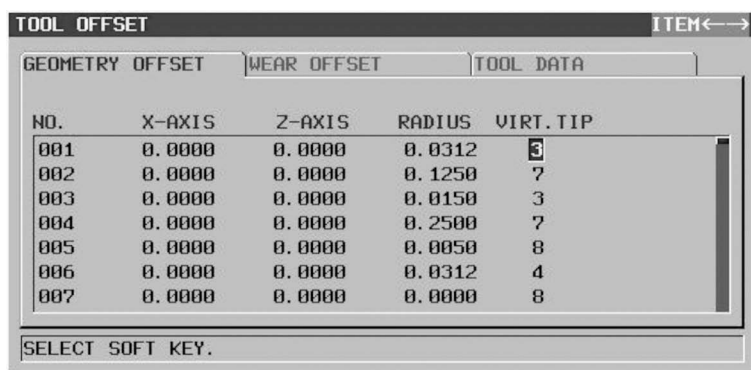 TOOL OFFSET ITEM←→
GEOMETRY OFFSET WEAR OFFSET TOOL DATA
NO. X-AXIS Z-AXIS RADIUS VIRT.TIP
001 0.0000 0.0000 0.0312 3
002 0.0000 0.0000 0.1250 7
003 0.0000 0.0000 0.0150 3
004 0.0000 0.0000 0.2500 7
005 0.0000 0.0000 0.0050 8
006 0.0000 0.0000 0.0312 4
007 0.0000 0.0000 0.0000 8
SELECT SOFT KEY.